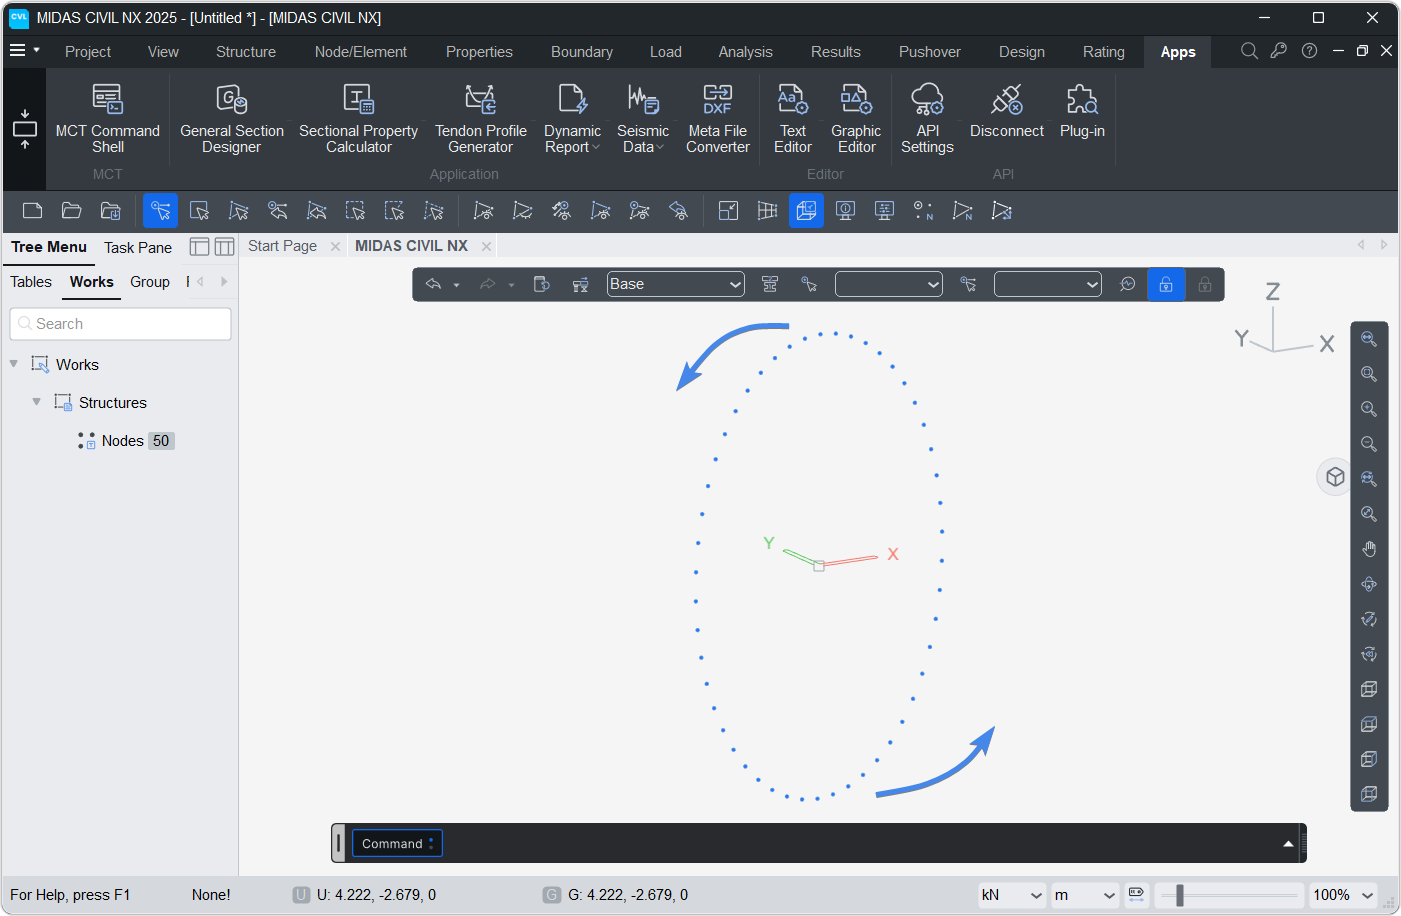 CVL MIDAS CIVIL NX 2025 - [Untitled *] - [MIDAS CIVIL NX]
Project View Structure Node/Element Properties Boundary Load Analysis Results Pushover Design Rating Apps
MCT Command Shell
General Section Designer
Sectional Property Calculator
Tendon Profile Generator
Dynamic Report
Seismic Data
DXF
Meta File Converter
Aa
Text Editor
Graphic Editor
API Settings
Disconnect
Plug-in
MCT Application Editor API
N N
Tree Menu Task Pane Start Page MIDAS CIVIL NX
Tables Works Group
Base
Search
Works
Structures
Nodes 50
Z
Y X
Y X
Command :
For Help, press F1 None! U U: 4.222, -2.679, 0 G G: 4.222, -2.679, 0 kN m 100%